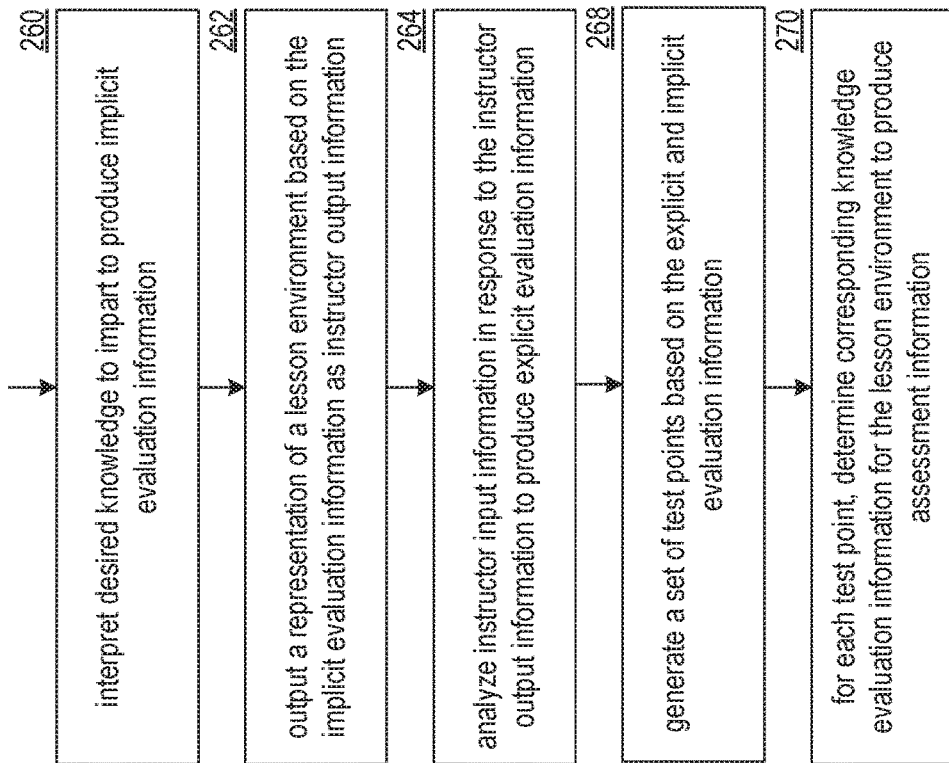 260
interpret desired knowledge to impart to produce implicit
evaluation information
262
output a representation of a lesson environment based on the
implicit evaluation information as instructor output information
264
analyze instructor input information in response to the instructor
output information to produce explicit evaluation information
268
generate a set of test points based on the explicit and implicit
evaluation information
270
for each test point, determine corresponding knowledge
evaluation information for the lesson environment to produce
assessment information